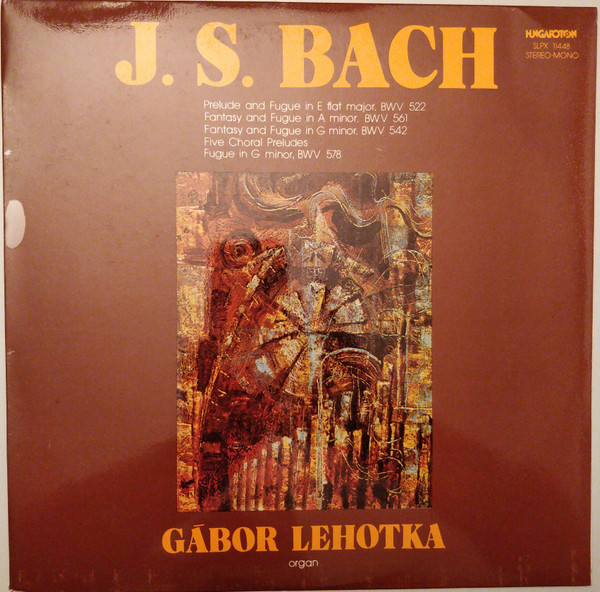 J. S. BACH
HUNGAROTON
SLPX 11448
STEREO-MONO
Prelude and Fugue in E flat major, BWV 522
Fantasy and Fugue in A minor, BWV 561
Fantasy and Fugue in G minor, BWV 542
Five Choral Preludes
Fugue in G minor, BWV 578
GÁBOR LEHOTKA
organ